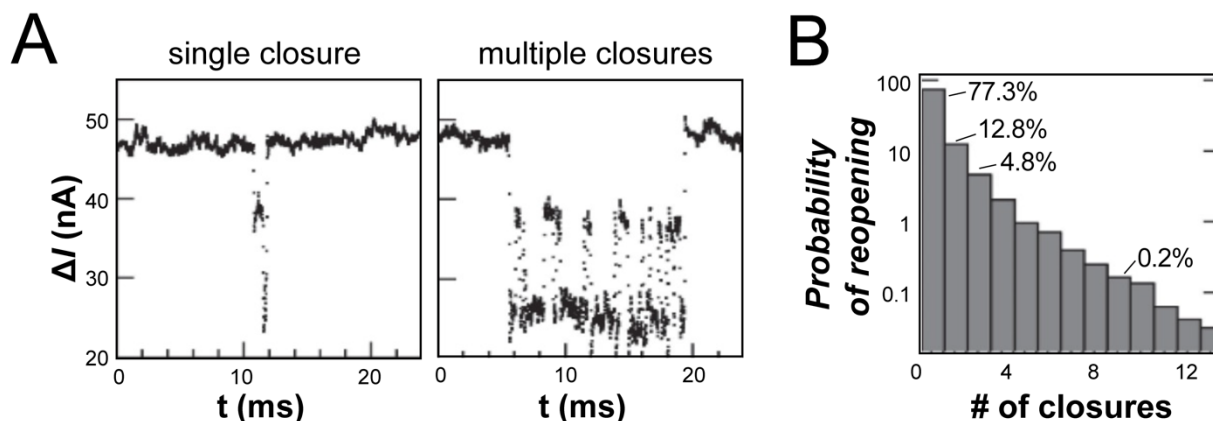 A
single closure
multiple closures
50
40
30
20
ΔI (nA)
0
10
20
0
10
20
t (ms)
t (ms)
B
100
10
1
0.1
77.3%
12.8%
4.8%
0.2%
Probability
of reopening
0
4
8
12
# of closures